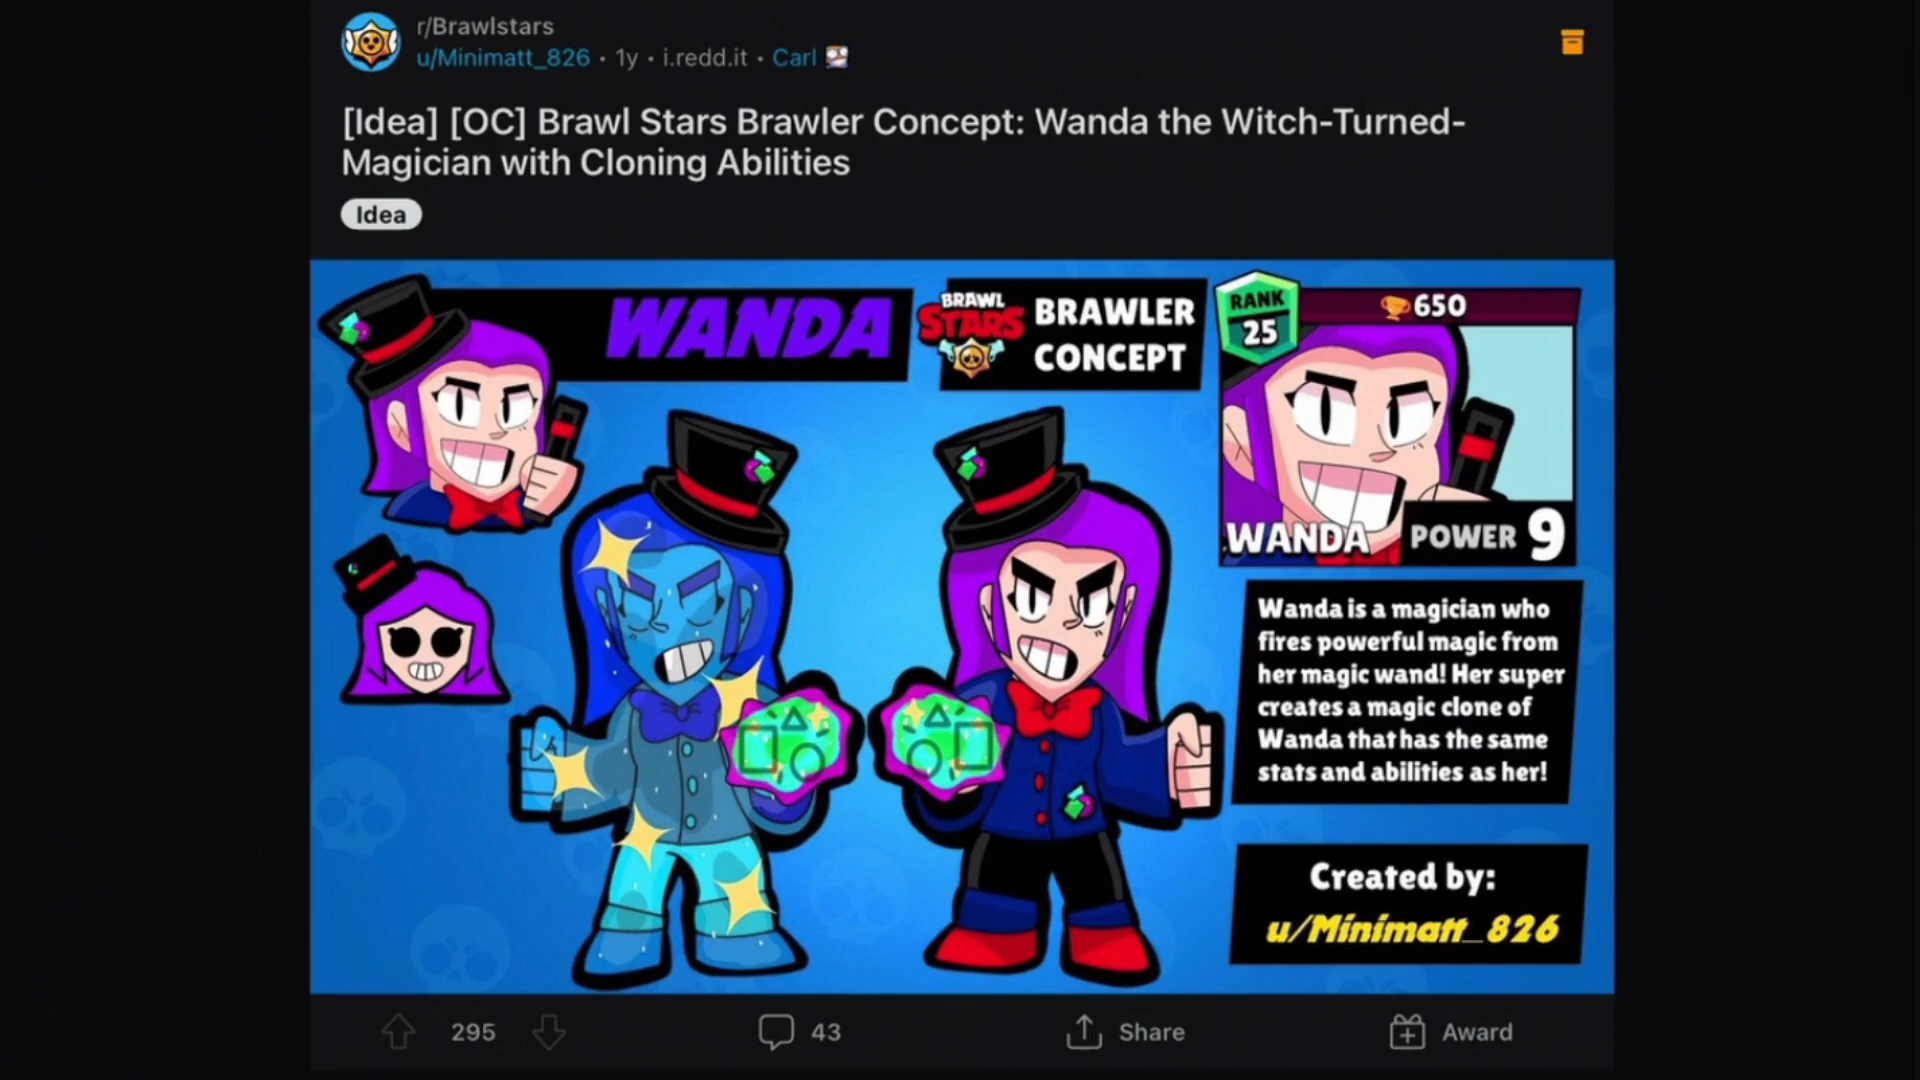 r/Brawlstars
u/Minimatt_826 • 1y • i.redd.it • Carl
[Idea] [OC] Brawl Stars Brawler Concept: Wanda the Witch-Turned-
Magician with Cloning Abilities
Idea
WANDA
BRAWL
STARS
BRAWLER
CONCEPT
RANK
25
650
WANDA
POWER 9
Wanda is a magician who
fires powerful magic from
her magic wand! Her super
creates a magic clone of
Wanda that has the same
stats and abilities as her!
Created by:
u/Minimatt_826
295
43
Share
Award